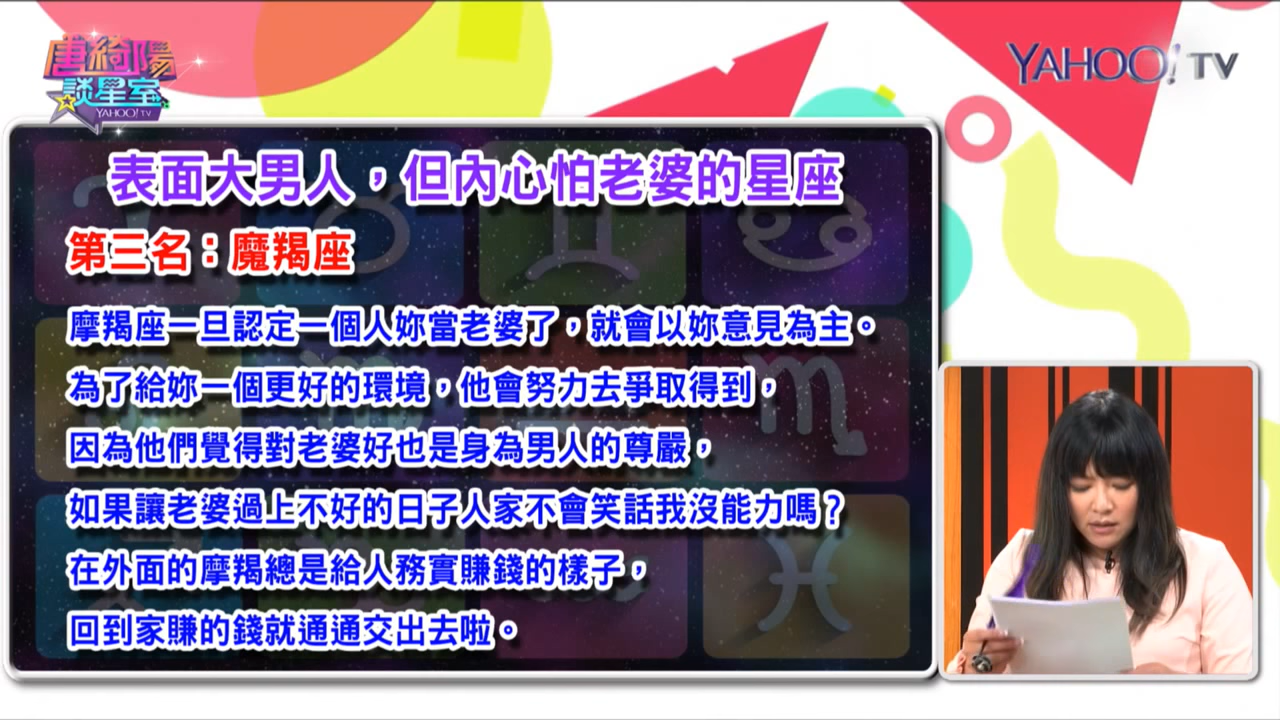 唐綺陽
談星室
YAHOO! TV
YAHOO! TV
表面大男人，但內心怕老婆的星座
第三名：魔羯座
摩羯座一旦認定一個人妳當老婆了，就會以妳意見為主。
為了給妳一個更好的環境，他會努力去爭取得到，
因為他們覺得對老婆好也是身為男人的尊嚴，
如果讓老婆過上不好的日子人家不會笑話我沒能力嗎？
在外面的摩羯總是給人務實賺錢的樣子，
回到家賺的錢就通通交出去啦。